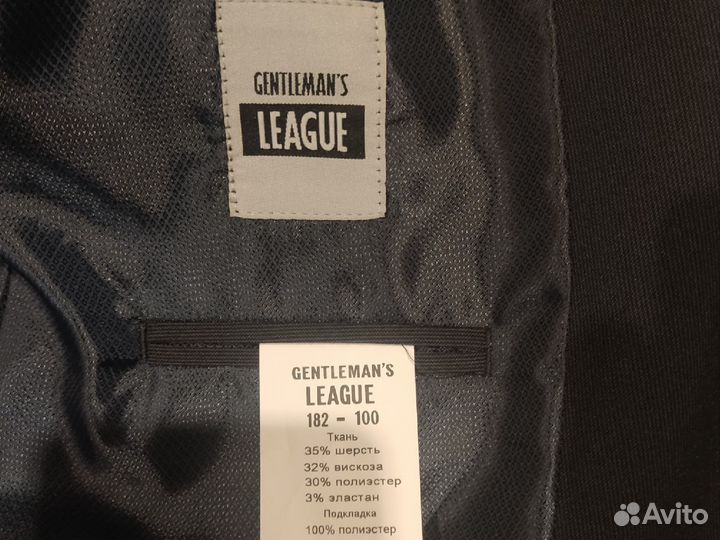 GENTLEMAN'S
LEAGUE
GENTLEMAN'S
LEAGUE
182 - 100
Ткань
35% шерсть
32% вискоза
30% полиэстер
3% эластан
Подкладка
100% полиэстер
Avito